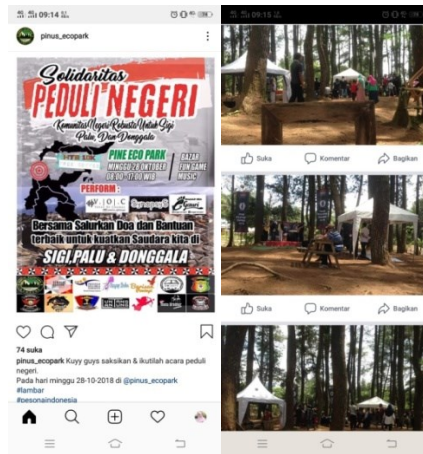 09:14
pinus_ecopark
Solidaritas
PEDULI NEGERI
Komunitas Negeri Robusta Untuk Sigi
Palu, Dan Donggala
PINE ECO PARK
MINGGU 28 OKTOBER
08:00 - 17:00 WIB
BAZAR
FUN GAME
MUSIC
PERFORM :
Bersama Salurkan Doa dan Bantuan
terbaik untuk kuatkan Saudara kita di
SIGI, PALU & DONGGALA
74 suka
pinus_ecopark Kuyy guys saksikan & ikutilah acara peduli
negeri.
Pada hari minggu 28-10-2018 di @pinus_ecopark
#lambar
#pesonaindonesia
09:15
Suka
Komentar
Bagikan
Suka
Komentar
Bagikan